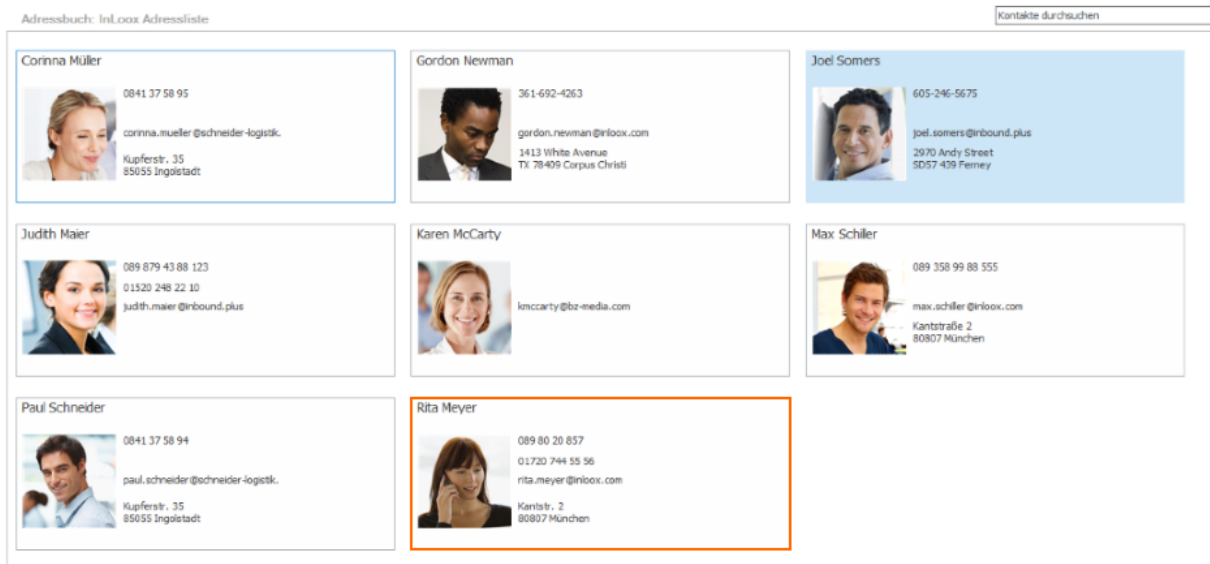 Adressbuch: InLoox Adressliste
Kontakte durchsuchen
Corinna Müller
0841 37 58 95
corinna.mueller@schneider-logistik.
Kupferstr. 35
85055 Ingolstadt
Gordon Newman
361-692-4263
gordon.newman@inloox.com
1413 White Avenue
TX 78409 Corpus Christi
Joel Somers
605-246-5675
joel.somers@inbound.plus
2970 Andy Street
SD57 439 Ferney
Judith Maier
089 879 43 88 123
01520 248 22 10
judith.maier@inbound.plus
Karen McCarty
kmccarty@bz-media.com
Max Schiller
089 358 99 88 555
max.schiller@inloox.com
Kantstraße 2
80807 München
Paul Schneider
0841 37 58 94
paul.schneider@schneider-logistik.
Kupferstr. 35
85055 Ingolstadt
Rita Meyer
089 80 20 857
01720 744 55 56
rita.meyer@inloox.com
Kantstr. 2
80807 München